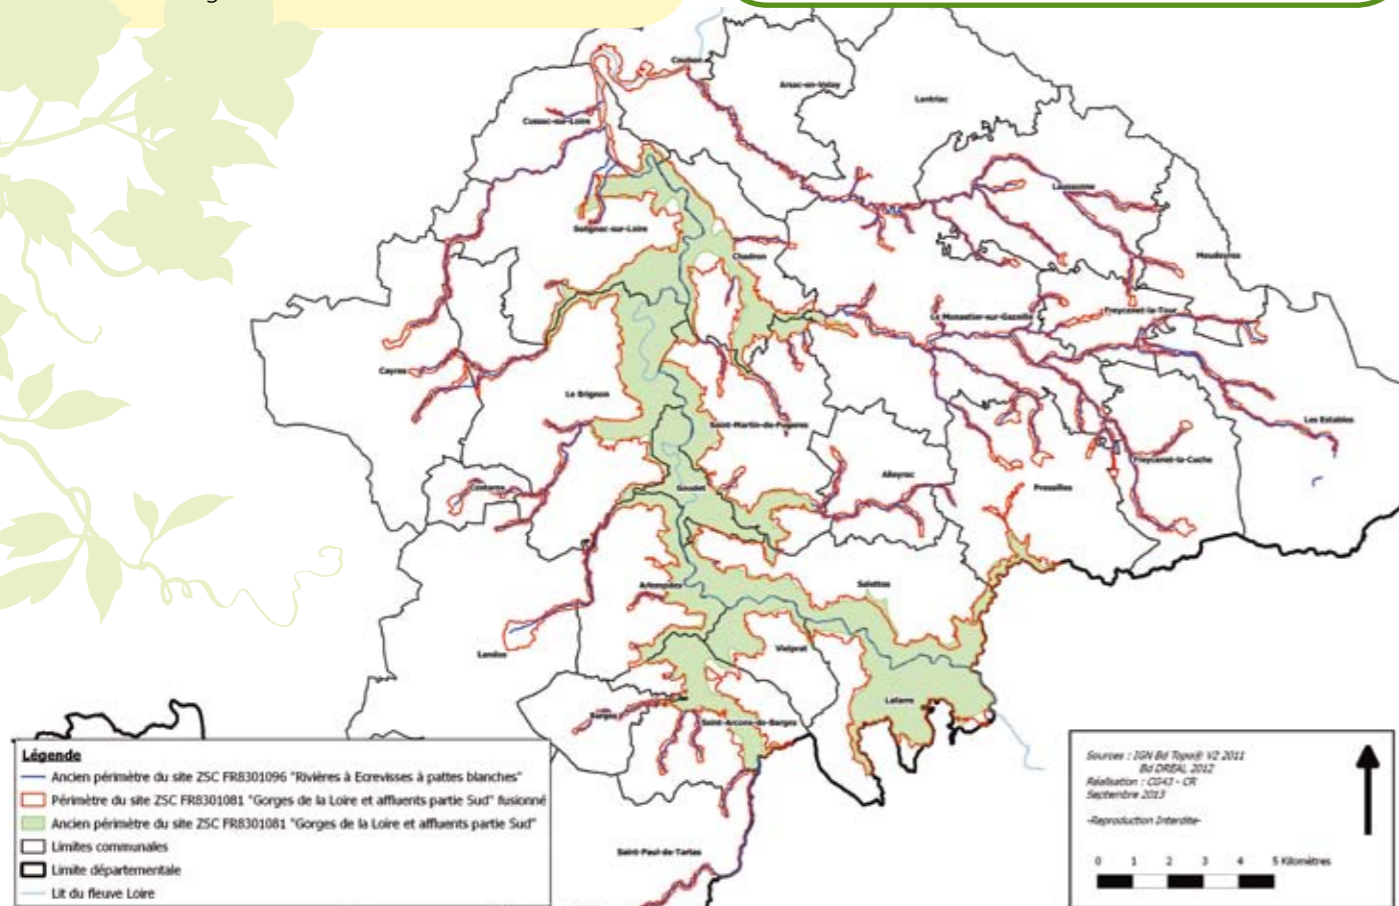 Coubon
Arsac-en-Velay
Lantriac
Cussac-sur-Loire
Laussonne
Solignac-sur-Loire
Chadron
Moudeyres
Le Monastier-sur-Gazeille
Freycenet-la-Tour
Cayres
Le Brignon
Saint-Martin-de-Fugères
Les Estables
Alleyrac
Freycenet-la-Cuche
Costaros
Goudet
Présailles
Arlempdes
Salettes
Vielprat
Landos
Lafarre
Barges
Saint-Arcons-de-Barges
Saint-Paul-de-Tartas
Légende
Ancien périmètre du site ZSC FR8301096 "Rivières à Ecrevisses à pattes blanches"
Périmètre du site ZSC FR8301081 "Gorges de la Loire et affluents partie Sud" fusionné
Ancien périmètre du site ZSC FR8301081 "Gorges de la Loire et affluents partie Sud"
Limites communales
Limite départementale
Lit du fleuve Loire
Sources : IGN Bd Topo® V2 2011
Bd DREAL 2012
Réalisation : CG43 - CR
Septembre 2013
-Reproduction Interdite-
0 1 2 3 4 5 Kilomètres